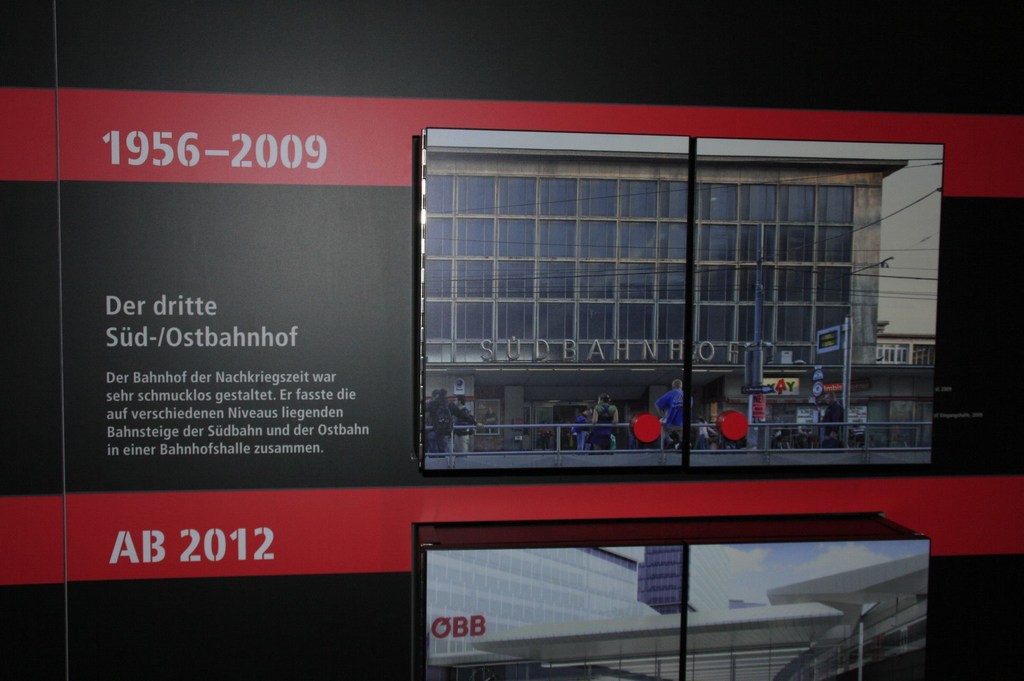 1956–2009
Der dritte
Süd-/Ostbahnhof
Der Bahnhof der Nachkriegszeit war
sehr schmucklos gestaltet. Er fasste die
auf verschiedenen Niveaus liegenden
Bahnsteige der Südbahn und der Ostbahn
in einer Bahnhofshalle zusammen.
SÜDBAHNHOF
AB 2012
ÖBB